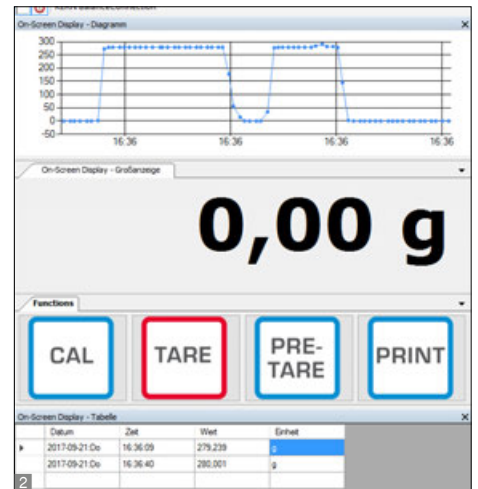 KERN BalanceConnection
On-Screen Display - Diagramm
300
250
200
150
100
50
0
-50
16:36 16:36 16:36 16:36
On-Screen Display - Großanzeige
0,00 g
Functions
CAL TARE PRE-TARE PRINT
On-Screen Display - Tabelle
Datum Zeit Wert Einheit
2017-09-21:Do 16:36:09 279,239 g
2017-09-21:Do 16:36:40 280,001 g
2